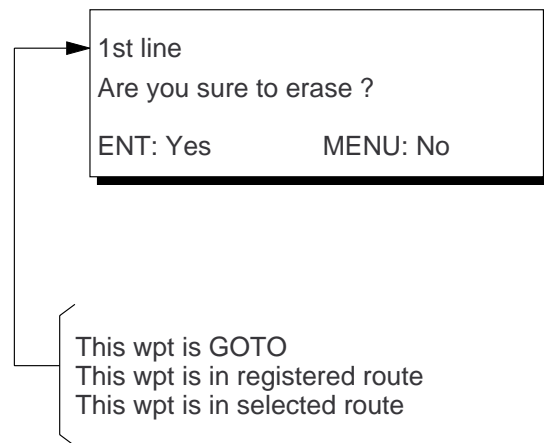 1st line
Are you sure to erase ?
ENT: Yes MENU: No
This wpt is GOTO
This wpt is in registered route
This wpt is in selected route